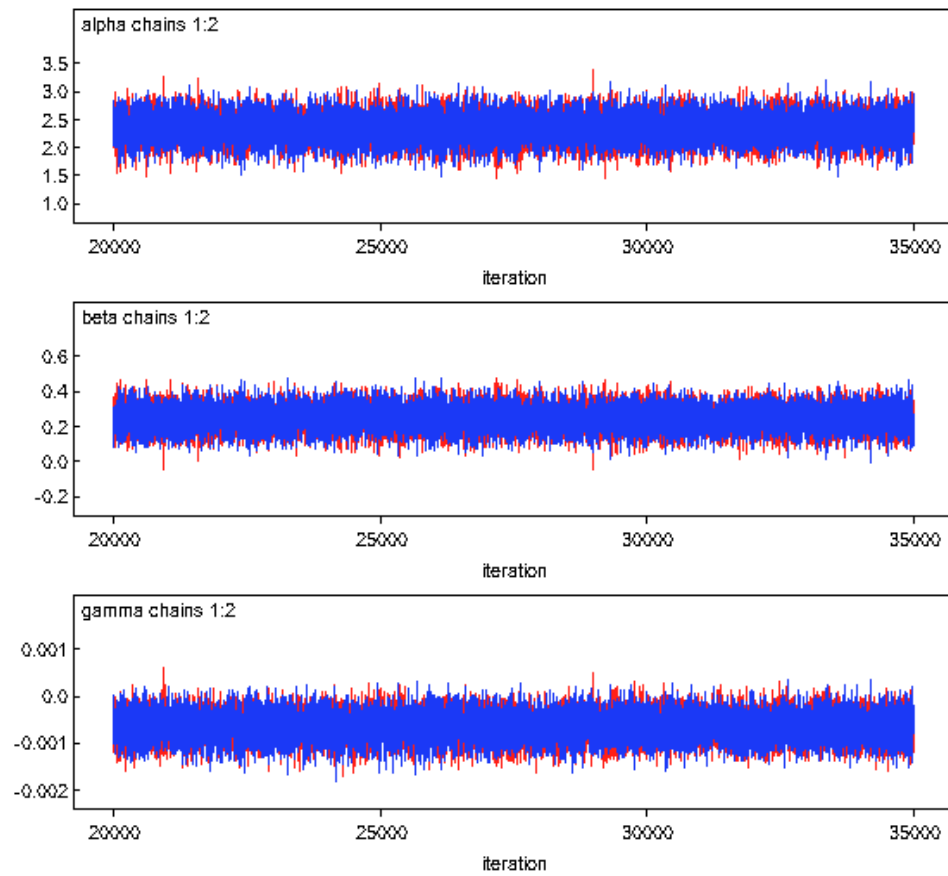 alpha chains 1:2
3.5
3.0
2.5
2.0
1.5
1.0
20000 25000 30000 35000
iteration
beta chains 1:2
0.6
0.4
0.2
0.0
-0.2
20000 25000 30000 35000
iteration
gamma chains 1:2
0.001
0.0
-0.001
-0.002
20000 25000 30000 35000
iteration